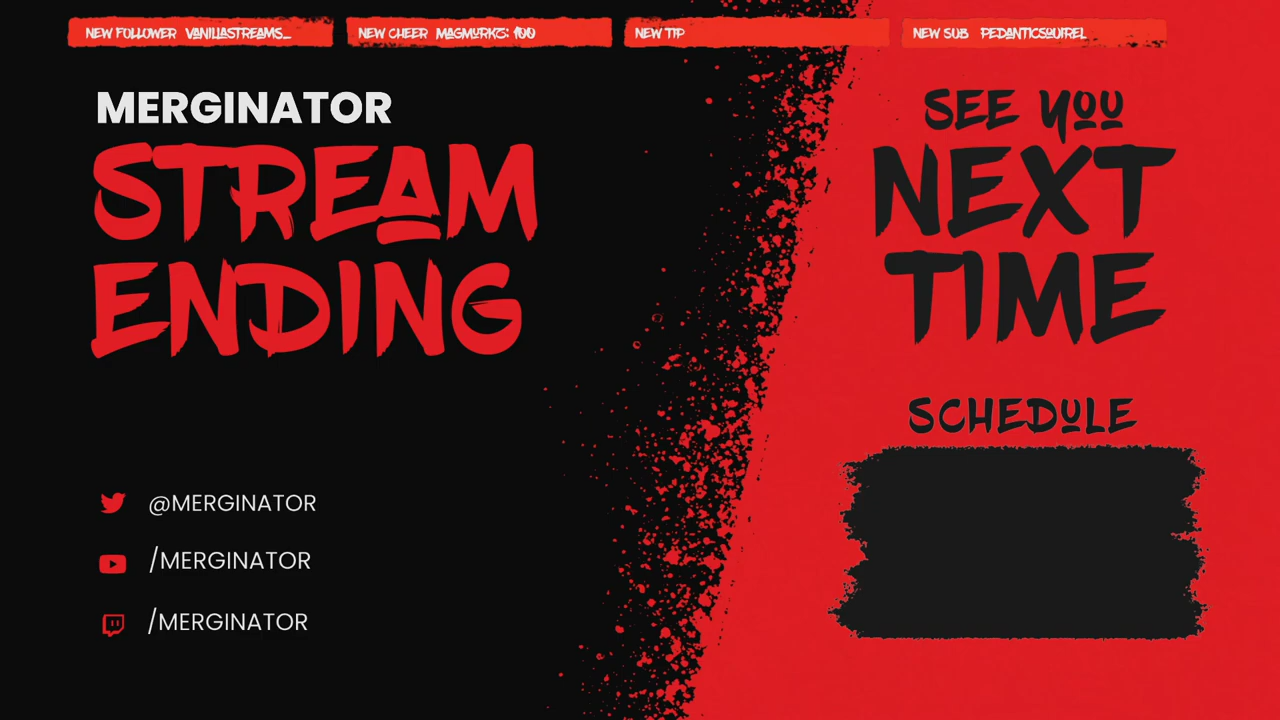 NEW FOLLOWER VANILLASTREAMS_
NEW CHEER MAGMURKZ: 100
NEW TIP
NEW SUB PEDANTICSQUIREL
MERGINATOR
STREAM
ENDING
@MERGINATOR
/MERGINATOR
/MERGINATOR
SEE YOU
NEXT
TIME
SCHEDULE